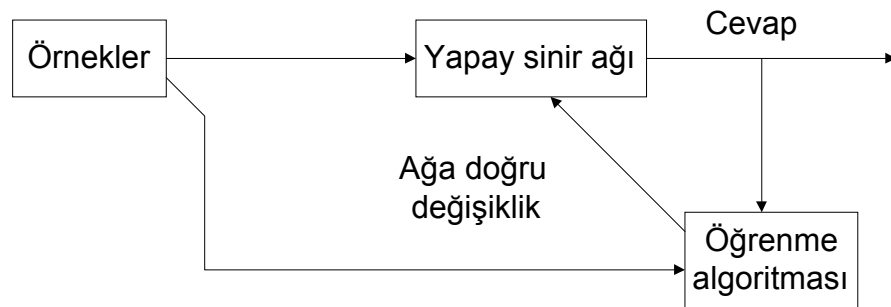 Cevap
Örnekler
Yapay sinir ağı
Ağa doğru
değişiklik
Öğrenme
algoritması